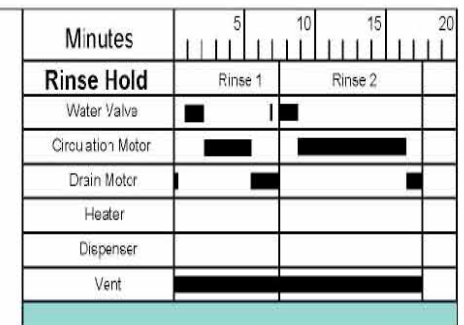 Minutes 5 10 15 20
Rinse Hold Rinse 1 Rinse 2
Water Valve
Circulation Motor
Drain Motor
Heater
Dispenser
Vent